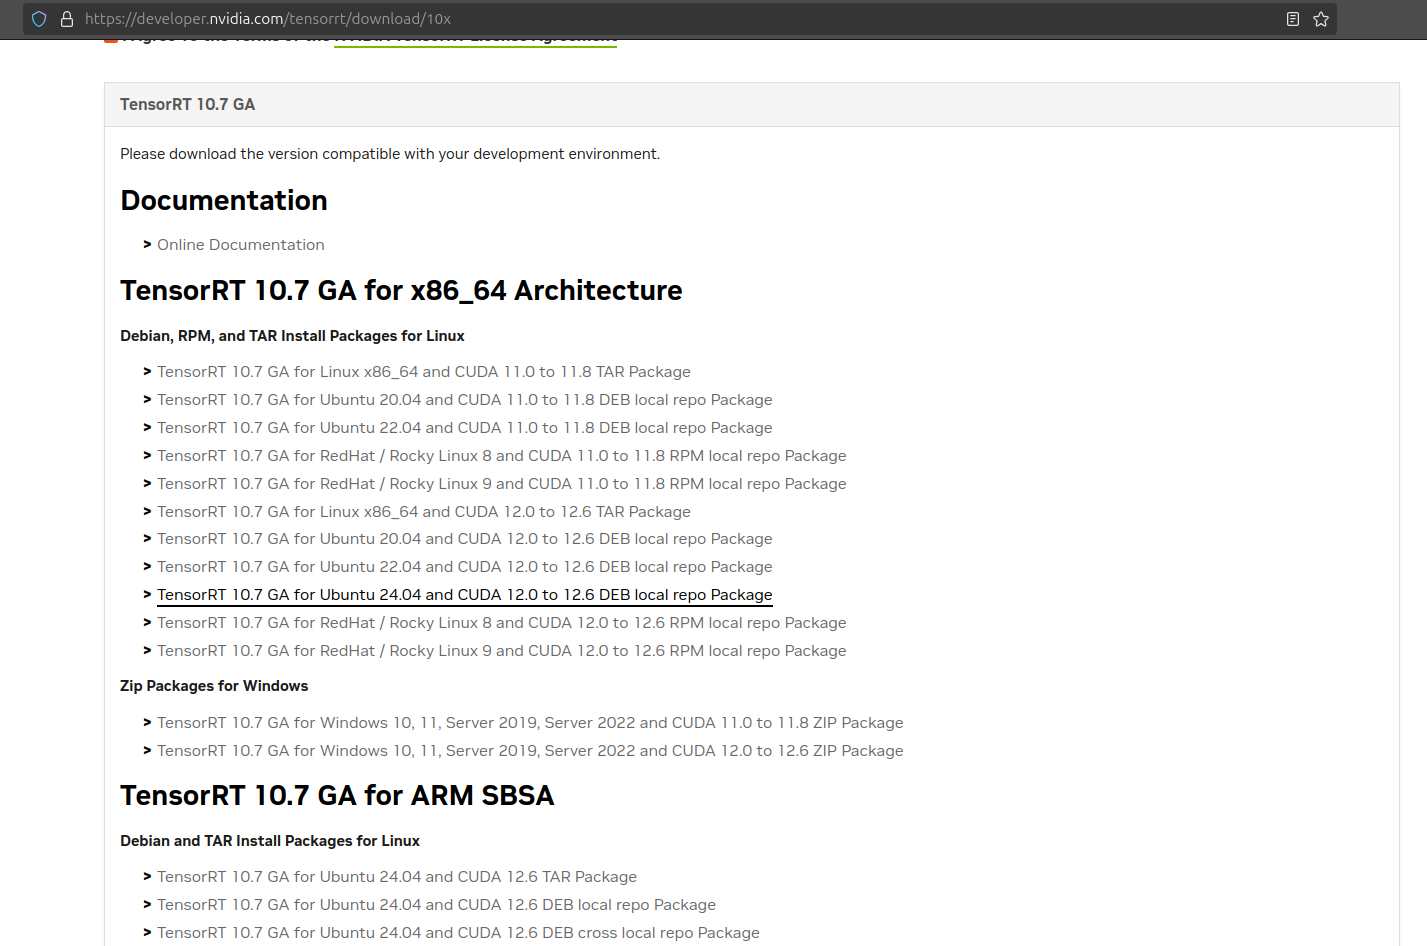 https://developer.nvidia.com/tensorrt/download/10x
TensorRT 10.7 GA
Please download the version compatible with your development environment.
Documentation
> Online Documentation
TensorRT 10.7 GA for x86_64 Architecture
Debian, RPM, and TAR Install Packages for Linux
> TensorRT 10.7 GA for Linux x86_64 and CUDA 11.0 to 11.8 TAR Package
> TensorRT 10.7 GA for Ubuntu 20.04 and CUDA 11.0 to 11.8 DEB local repo Package
> TensorRT 10.7 GA for Ubuntu 22.04 and CUDA 11.0 to 11.8 DEB local repo Package
> TensorRT 10.7 GA for RedHat / Rocky Linux 8 and CUDA 11.0 to 11.8 RPM local repo Package
> TensorRT 10.7 GA for RedHat / Rocky Linux 9 and CUDA 11.0 to 11.8 RPM local repo Package
> TensorRT 10.7 GA for Linux x86_64 and CUDA 12.0 to 12.6 TAR Package
> TensorRT 10.7 GA for Ubuntu 20.04 and CUDA 12.0 to 12.6 DEB local repo Package
> TensorRT 10.7 GA for Ubuntu 22.04 and CUDA 12.0 to 12.6 DEB local repo Package
> TensorRT 10.7 GA for Ubuntu 24.04 and CUDA 12.0 to 12.6 DEB local repo Package
> TensorRT 10.7 GA for RedHat / Rocky Linux 8 and CUDA 12.0 to 12.6 RPM local repo Package
> TensorRT 10.7 GA for RedHat / Rocky Linux 9 and CUDA 12.0 to 12.6 RPM local repo Package
Zip Packages for Windows
> TensorRT 10.7 GA for Windows 10, 11, Server 2019, Server 2022 and CUDA 11.0 to 11.8 ZIP Package
> TensorRT 10.7 GA for Windows 10, 11, Server 2019, Server 2022 and CUDA 12.0 to 12.6 ZIP Package
TensorRT 10.7 GA for ARM SBSA
Debian and TAR Install Packages for Linux
> TensorRT 10.7 GA for Ubuntu 24.04 and CUDA 12.6 TAR Package
> TensorRT 10.7 GA for Ubuntu 24.04 and CUDA 12.6 DEB local repo Package
> TensorRT 10.7 GA for Ubuntu 24.04 and CUDA 12.6 DEB cross local repo Package